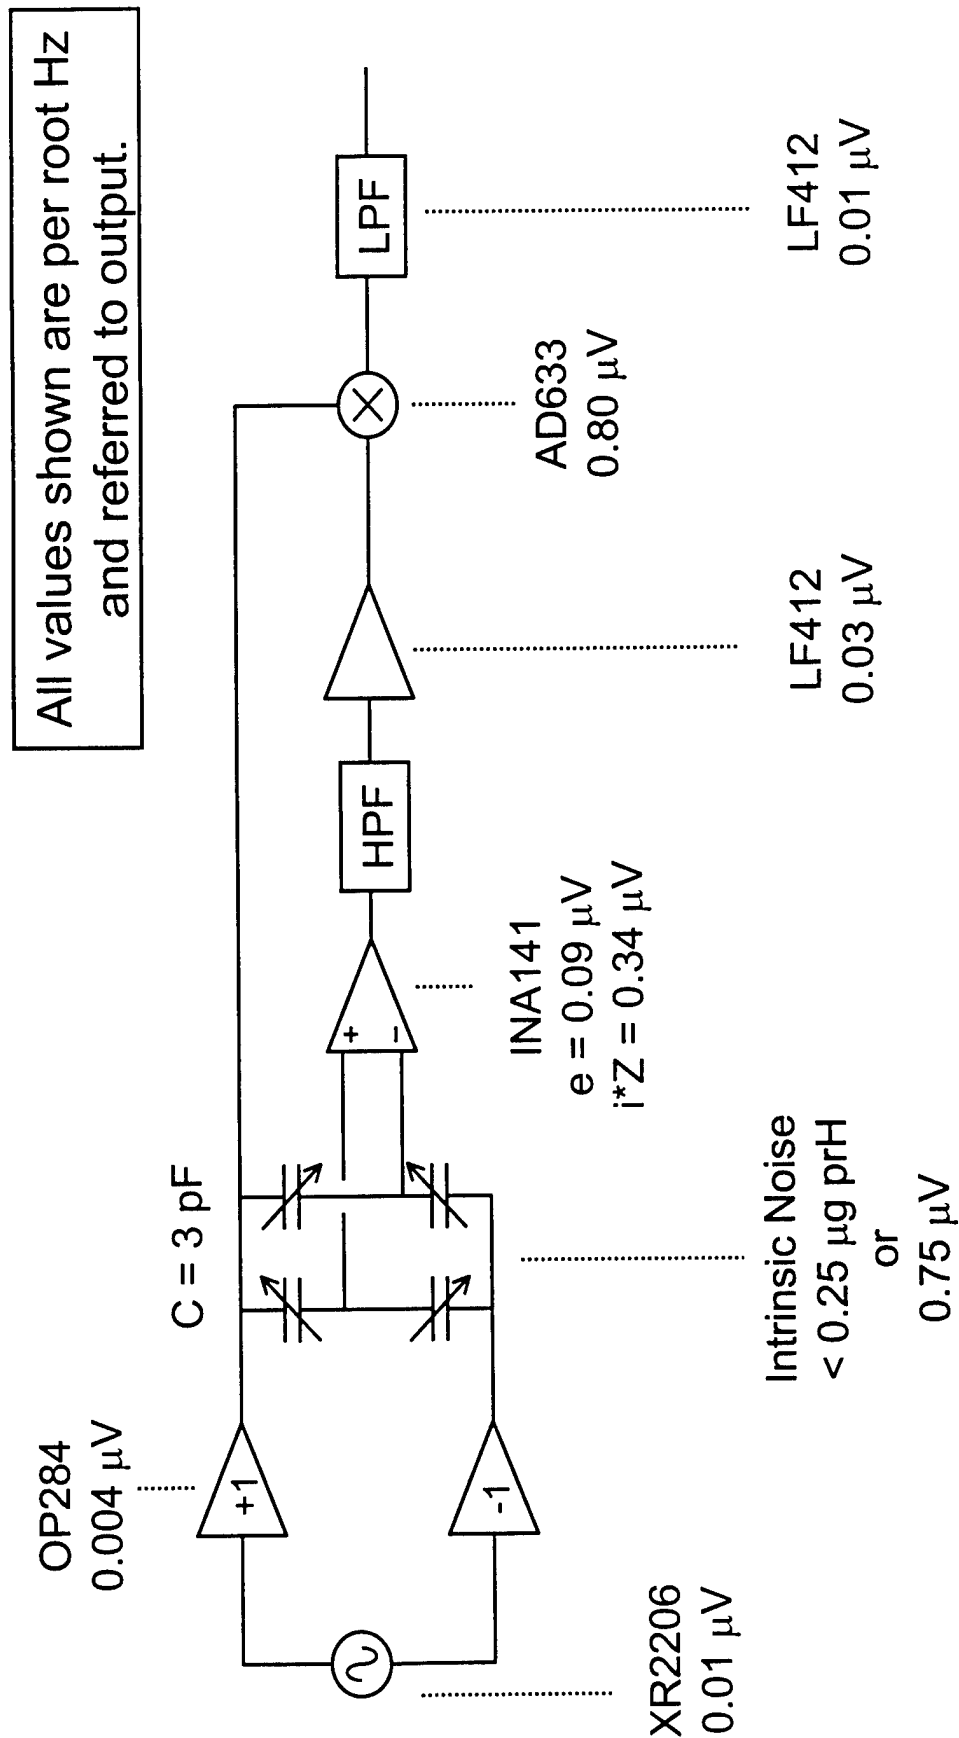 All values shown are per root Hz
and referred to output.
OP284
0.004 µV
C = 3 pF
+1
-1
+
-
HPF
LPF
XR2206
0.01 µV
Intrinsic Noise
< 0.25 µg prH
or
0.75 µV
INA141
e = 0.09 µV
i*Z = 0.34 µV
LF412
0.03 µV
AD633
0.80 µV
LF412
0.01 µV